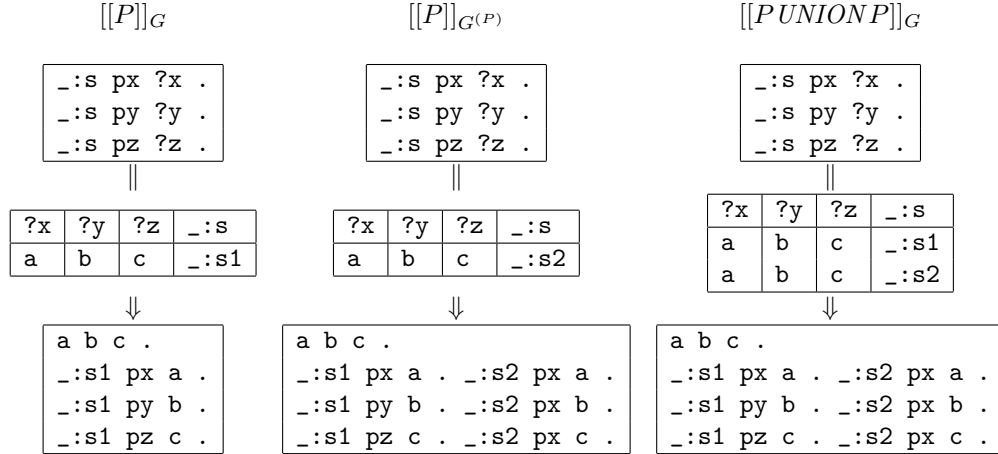 [[P]]_G [[P]]_{G^{(P)}} [[P UNION P]]_G
_:s px ?x . _:s px ?x . _:s px ?x .
_:s py ?y . _:s py ?y . _:s py ?y .
_:s pz ?z . _:s pz ?z . _:s pz ?z .
|| || ||
?x ?y ?z _:s ?x ?y ?z _:s ?x ?y ?z _:s
a b c _:s1 a b c _:s2 a b c _:s1
a b c _:s2
⇓ ⇓ ⇓
a b c . a b c . a b c .
_:s1 px a . _:s1 px a . _:s2 px a . _:s1 px a . _:s2 px a .
_:s1 py b . _:s1 py b . _:s2 px b . _:s1 py b . _:s2 px b .
_:s1 pz c . _:s1 pz c . _:s2 px c . _:s1 pz c . _:s2 px c .